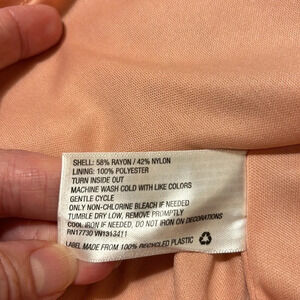 SHELL: 58% RAYON / 42% NYLON
LINING: 100% POLYESTER
TURN INSIDE OUT
MACHINE WASH COLD WITH LIKE COLORS
GENTLE CYCLE
ONLY NON-CHLORINE BLEACH IF NEEDED
TUMBLE DRY LOW, REMOVE PROMPTLY
COOL IRON IF NEEDED, DO NOT IRON ON DECORATIONS
RN17730 VN1313411
LABEL MADE FROM 100% RECYCLED PLASTIC